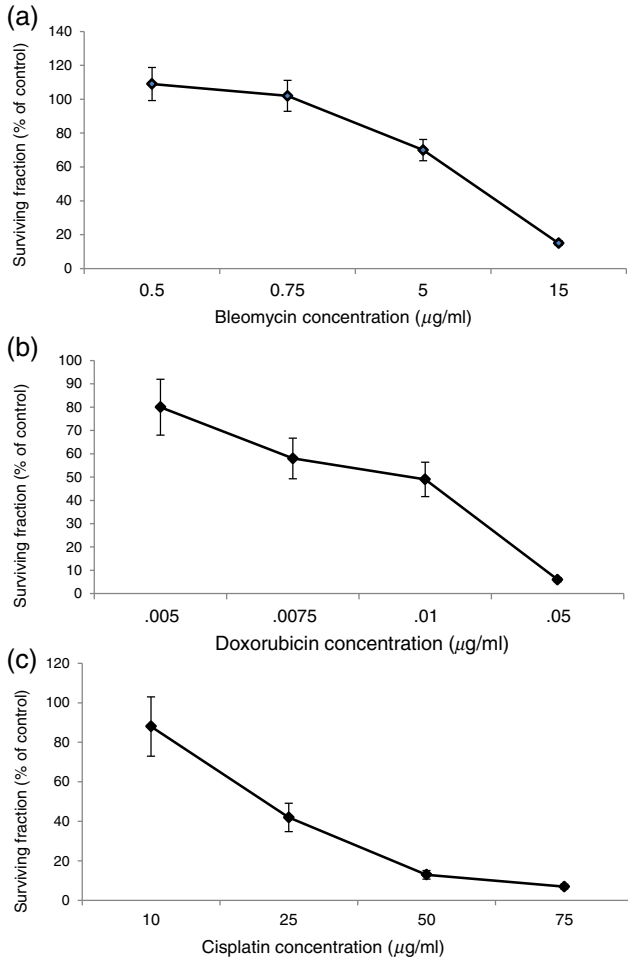 (a)
140
120
100
80
60
40
20
0
Surviving fraction (% of control)
0.5 0.75 5 15
Bleomycin concentration (μg/ml)
(b)
100
90
80
70
60
50
40
30
20
10
0
Surviving fraction (% of control)
.005 .0075 .01 .05
Doxorubicin concentration (μg/ml)
(c)
120
100
80
60
40
20
0
Surviving fraction (% of control)
10 25 50 75
Cisplatin concentration (μg/ml)